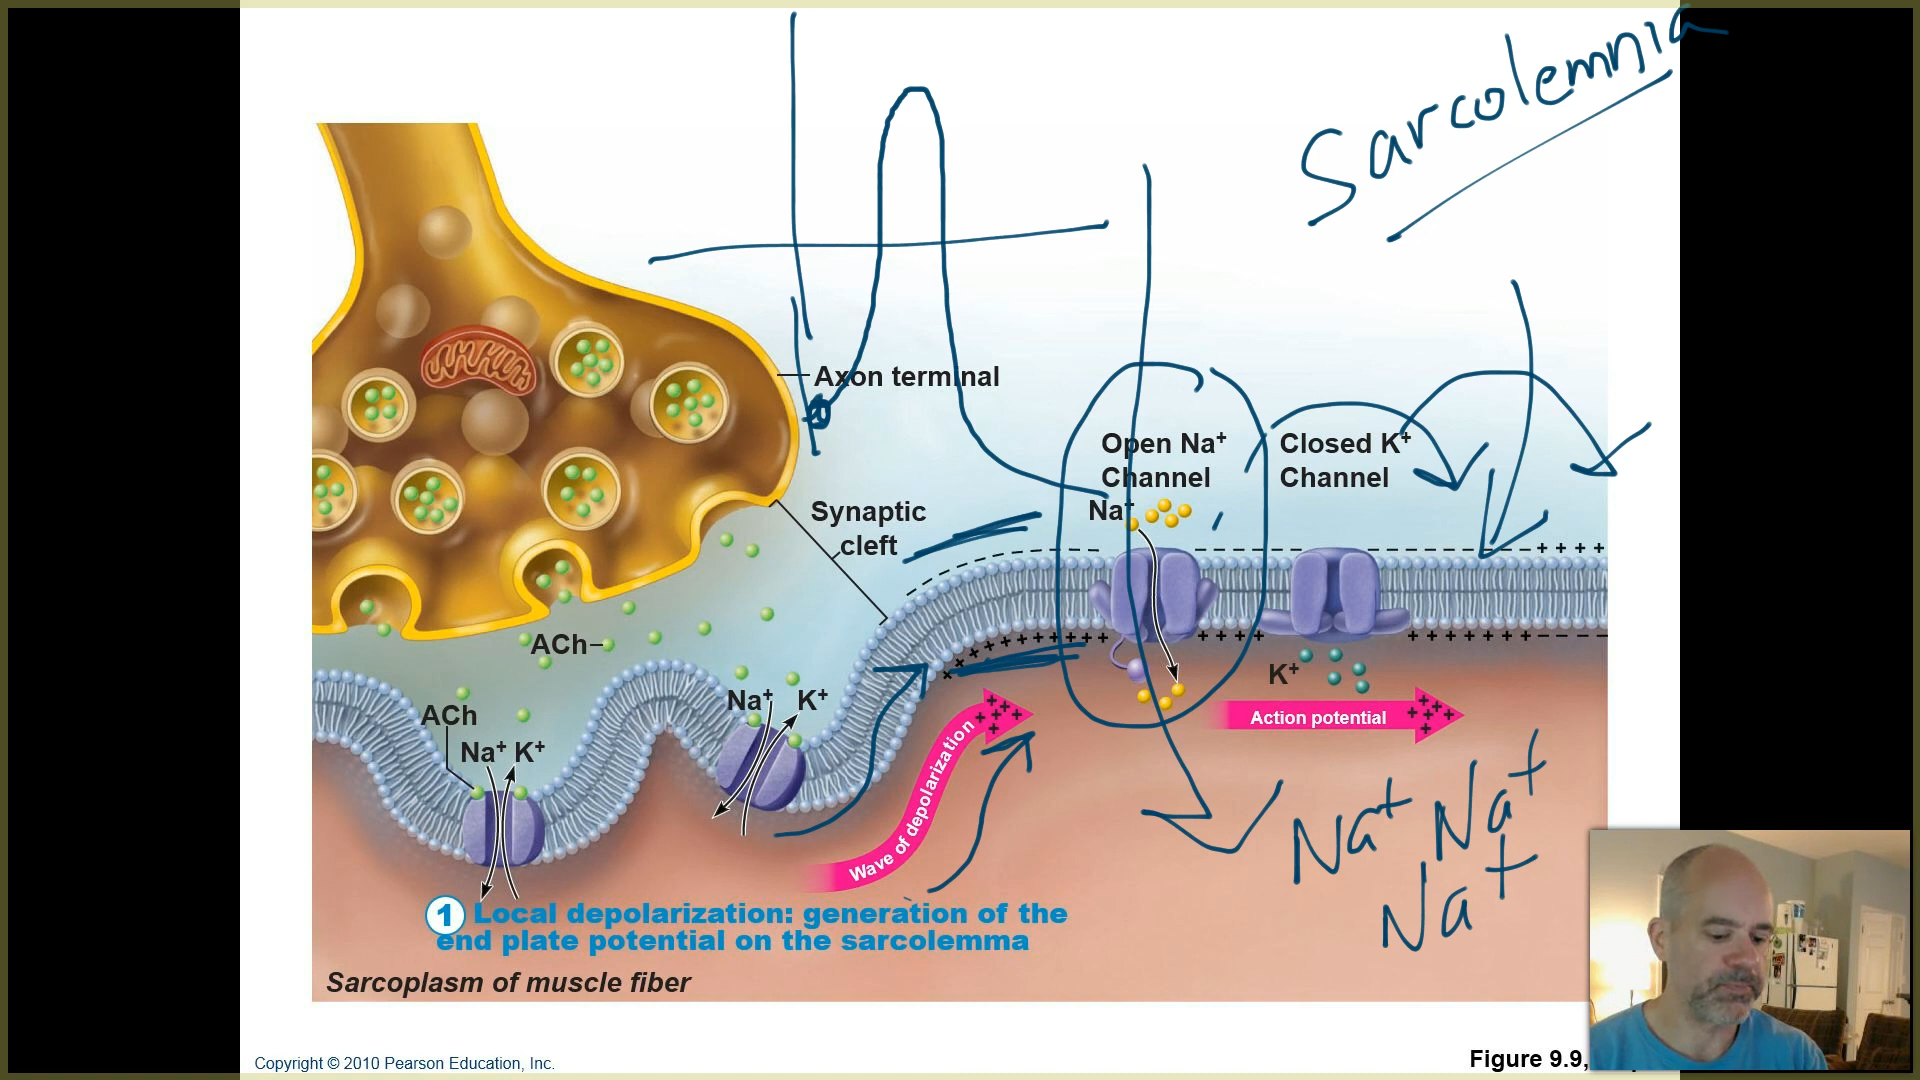 Sarcolemnia
Axon terminal
Open Na+
Channel
Closed K+
Channel
Na+
Synaptic
cleft
ACh
ACh
Na+ K+
Na+ K+
K+
Wave of depolarization
Action potential
Na+ Na+
Na+
1 Local depolarization: generation of the
end plate potential on the sarcolemma
Sarcoplasm of muscle fiber
Copyright © 2010 Pearson Education, Inc.
Figure 9.9,